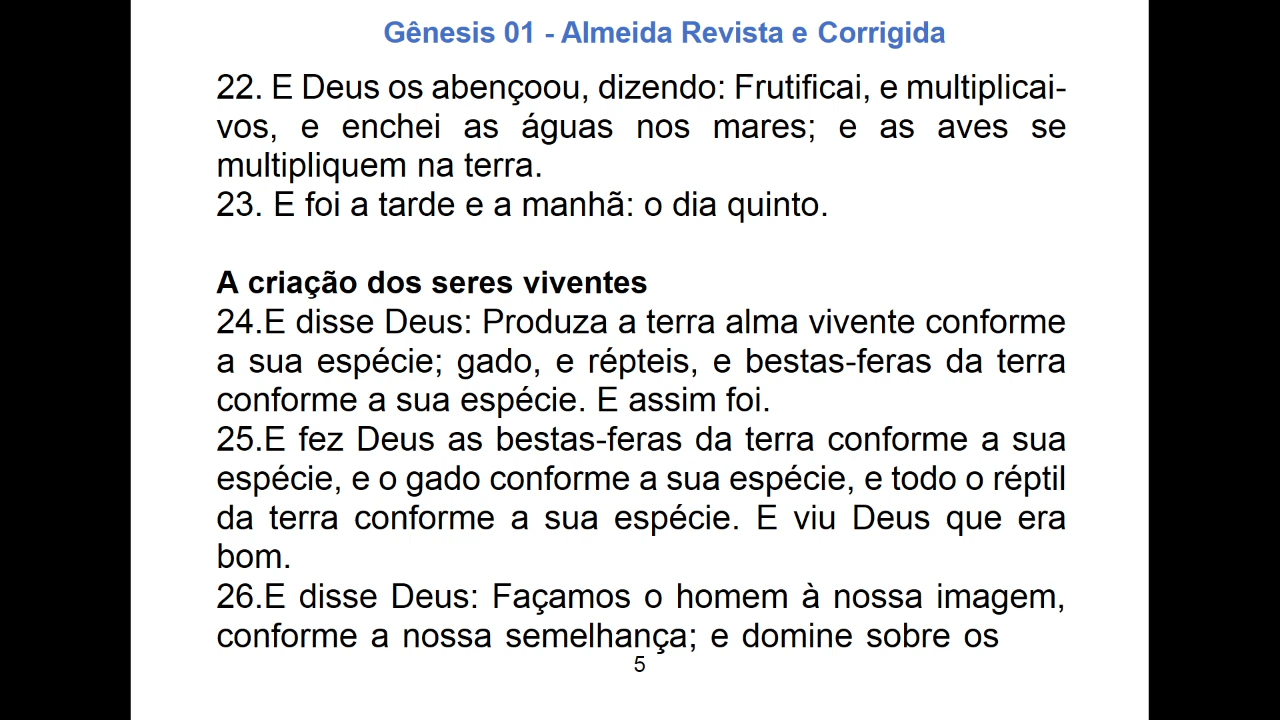 Gênesis 01 - Almeida Revista e Corrigida
22. E Deus os abençoou, dizendo: Frutificai, e multiplicai-
vos, e enchei as águas nos mares; e as aves se
multipliquem na terra.
23. E foi a tarde e a manhã: o dia quinto.
A criação dos seres viventes
24.E disse Deus: Produza a terra alma vivente conforme
a sua espécie; gado, e répteis, e bestas-feras da terra
conforme a sua espécie. E assim foi.
25.E fez Deus as bestas-feras da terra conforme a sua
espécie, e o gado conforme a sua espécie, e todo o réptil
da terra conforme a sua espécie. E viu Deus que era
bom.
26.E disse Deus: Façamos o homem à nossa imagem,
conforme a nossa semelhança; e domine sobre os
5